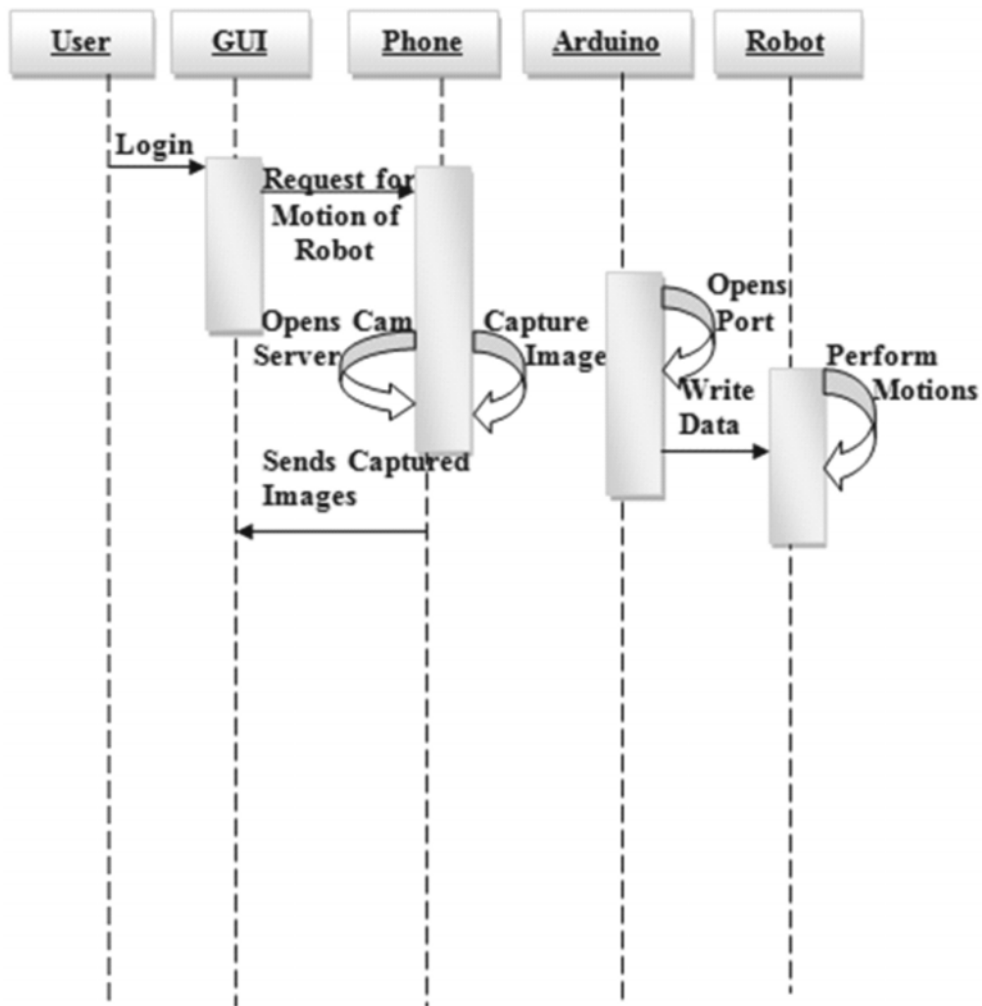 User
GUI
Phone
Arduino
Robot
Login
Request for
Motion of
Robot
Opens Cam
Server
Capture
Image
Opens
Port
Write
Data
Perform
Motions
Sends Captured
Images